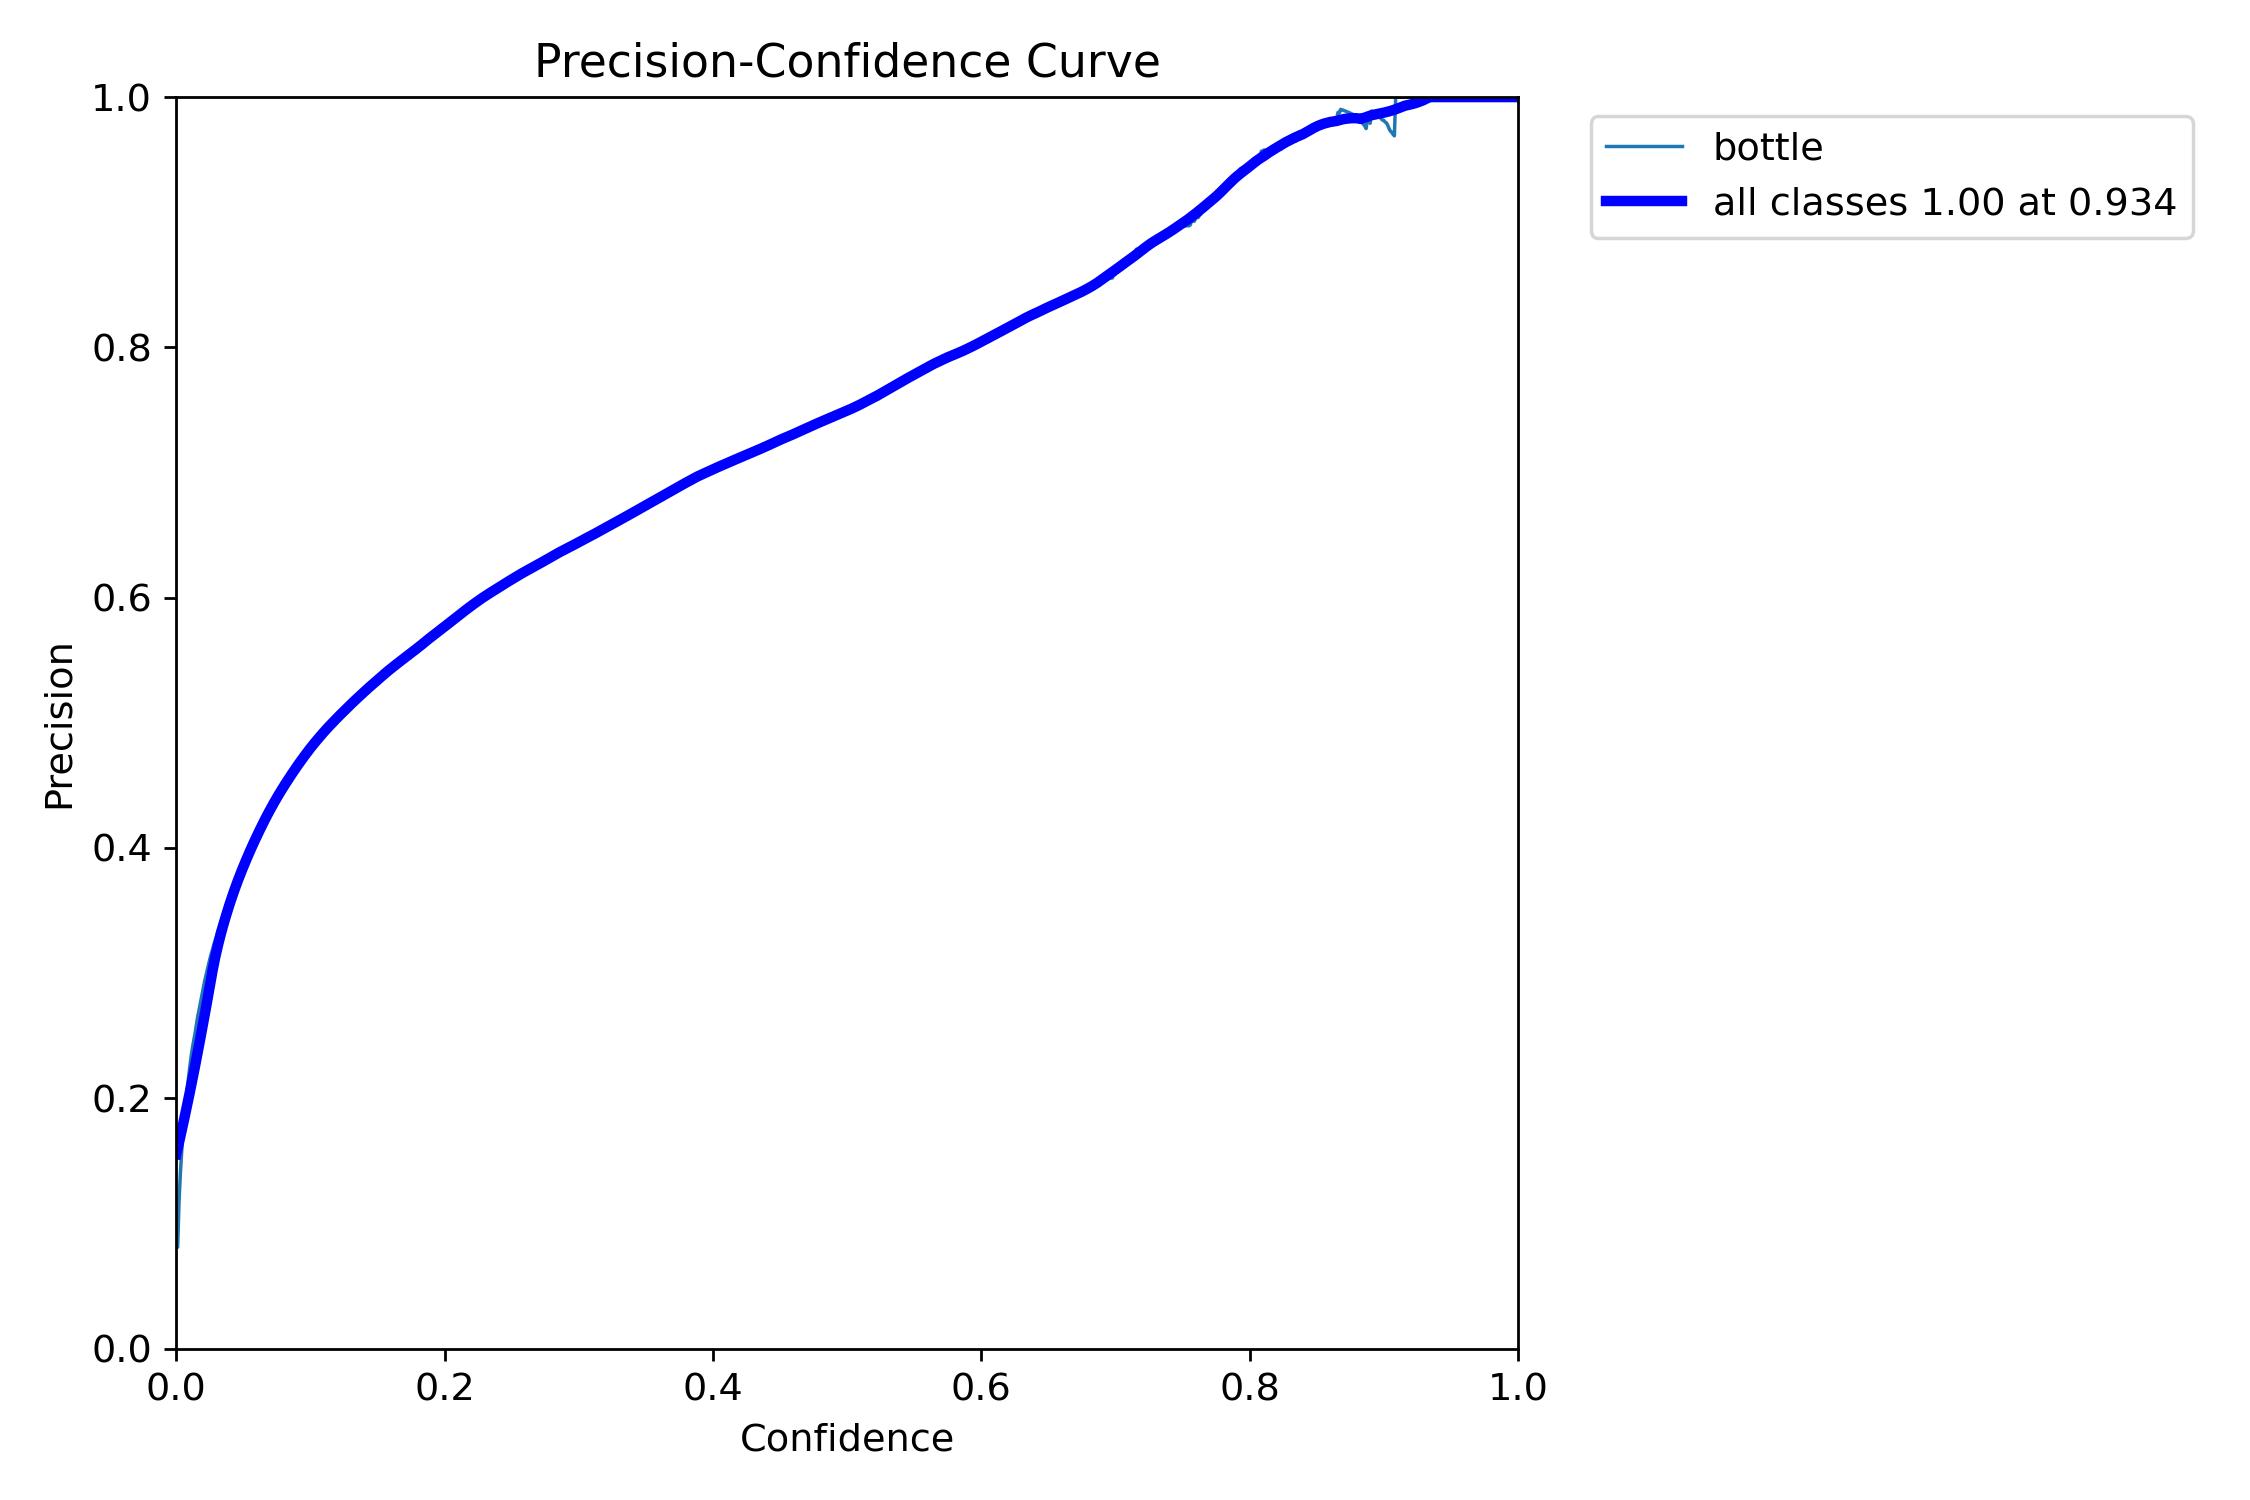 Precision-Confidence Curve
1.0
0.8
0.6
0.4
0.2
0.0
Precision
0.0 0.2 0.4 0.6 0.8 1.0
Confidence
bottle
all classes 1.00 at 0.934